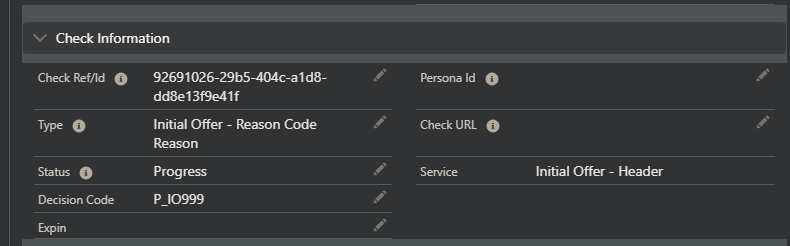 Check Information
Check Ref/Id 92691026-29b5-404c-a1d8-
dd8e13f9e41f
Persona Id
Type Initial Offer - Reason Code
Reason
Check URL
Status Progress
Service Initial Offer - Header
Decision Code P_IO999
Expin